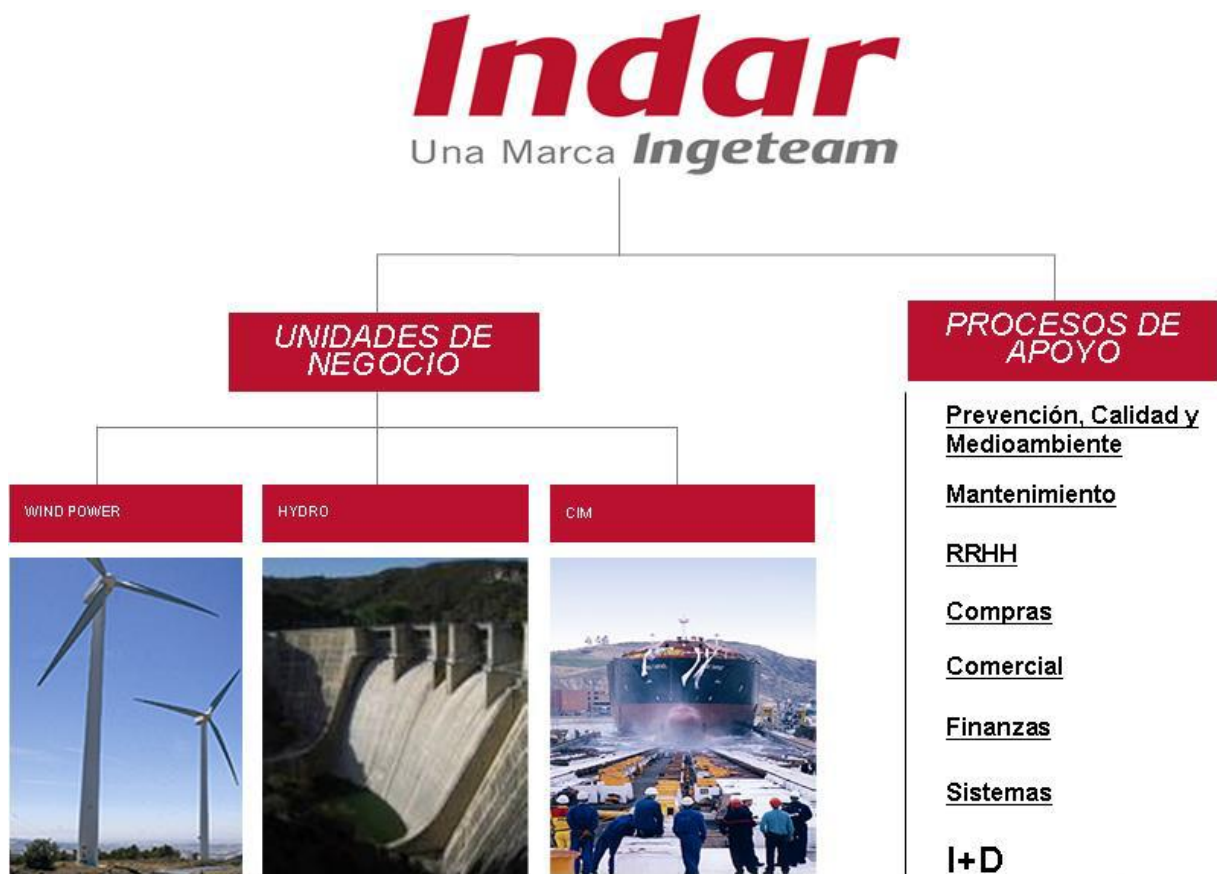 Indar
Una Marca Ingeteam
UNIDADES DE
NEGOCIO
PROCESOS DE
APOYO
WIND POWER
HYDRO
CIM
Prevención, Calidad y
Medioambiente
Mantenimiento
RRHH
Compras
Comercial
Finanzas
Sistemas
I+D